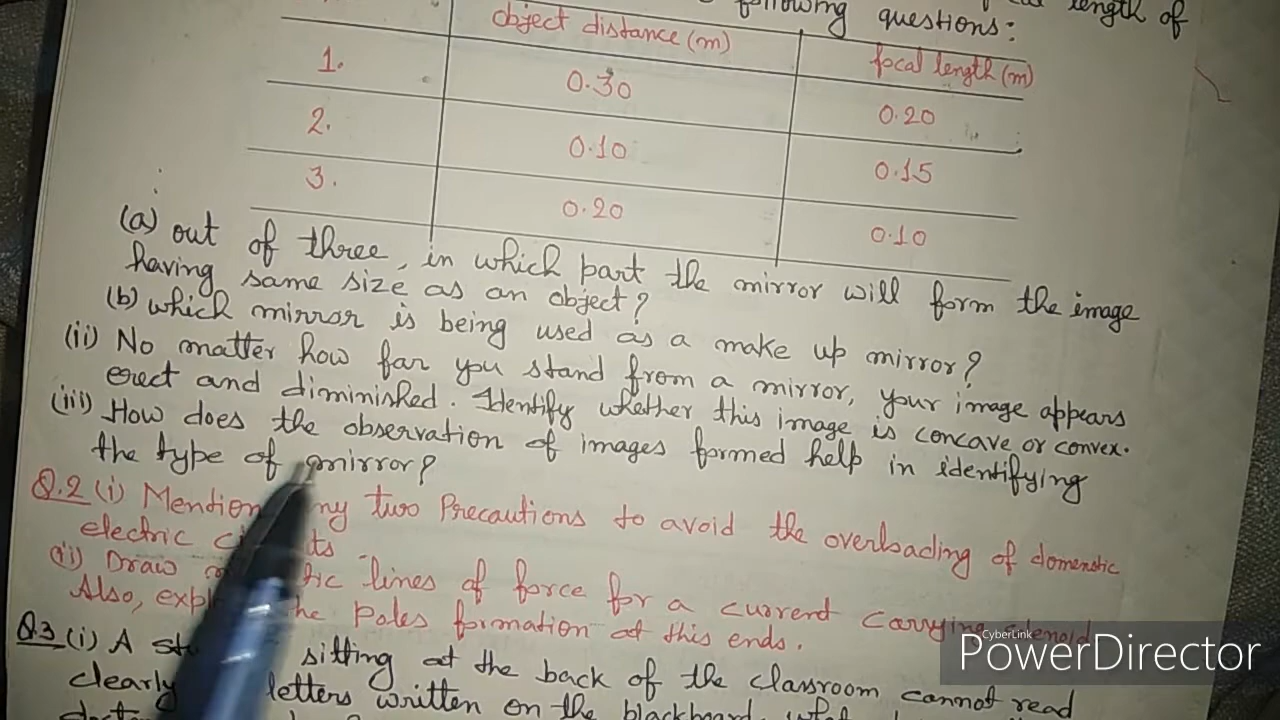 following questions:
length of
object distance (m) focal length (m)
1. 0.30 0.20
2. 0.10 0.15
3. 0.20 0.10
(a) out of three, in which part the mirror will form the image
having same size as an object?
(b) which mirror is being used as a make up mirror?
(ii) No matter how far you stand from a mirror, your image appears
erect and diminished. Identify whether this image is concave or convex.
(iii) How does the observation of images formed help in identifying
the type of mirror?
Q.2 (i) Mention any two Precautions to avoid the overloading of domenstic
electric
(ii) Draw lines of force for a current carrying
Also, the poles formation at this ends.
Q3 (i) A sitting at the back of the classroom cannot read
clearly letters written on the blackboard.
CyberLink
PowerDirector